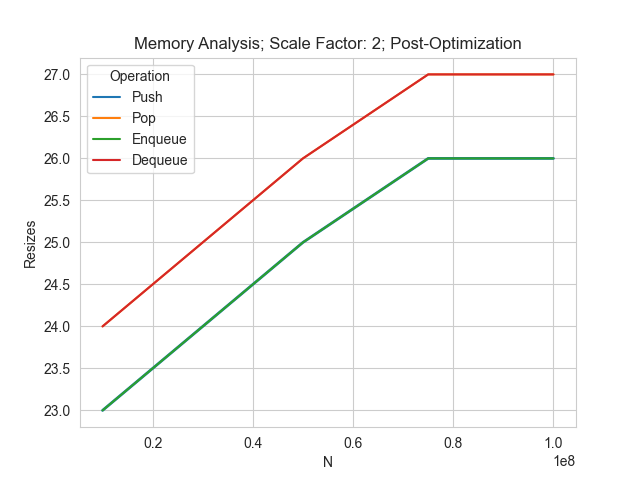 Memory Analysis; Scale Factor: 2; Post-Optimization
Operation
Push
Pop
Enqueue
Dequeue
27.0
26.5
26.0
25.5
25.0
24.5
24.0
23.5
23.0
Resizes
0.2 0.4 0.6 0.8 1.0
1e8
N